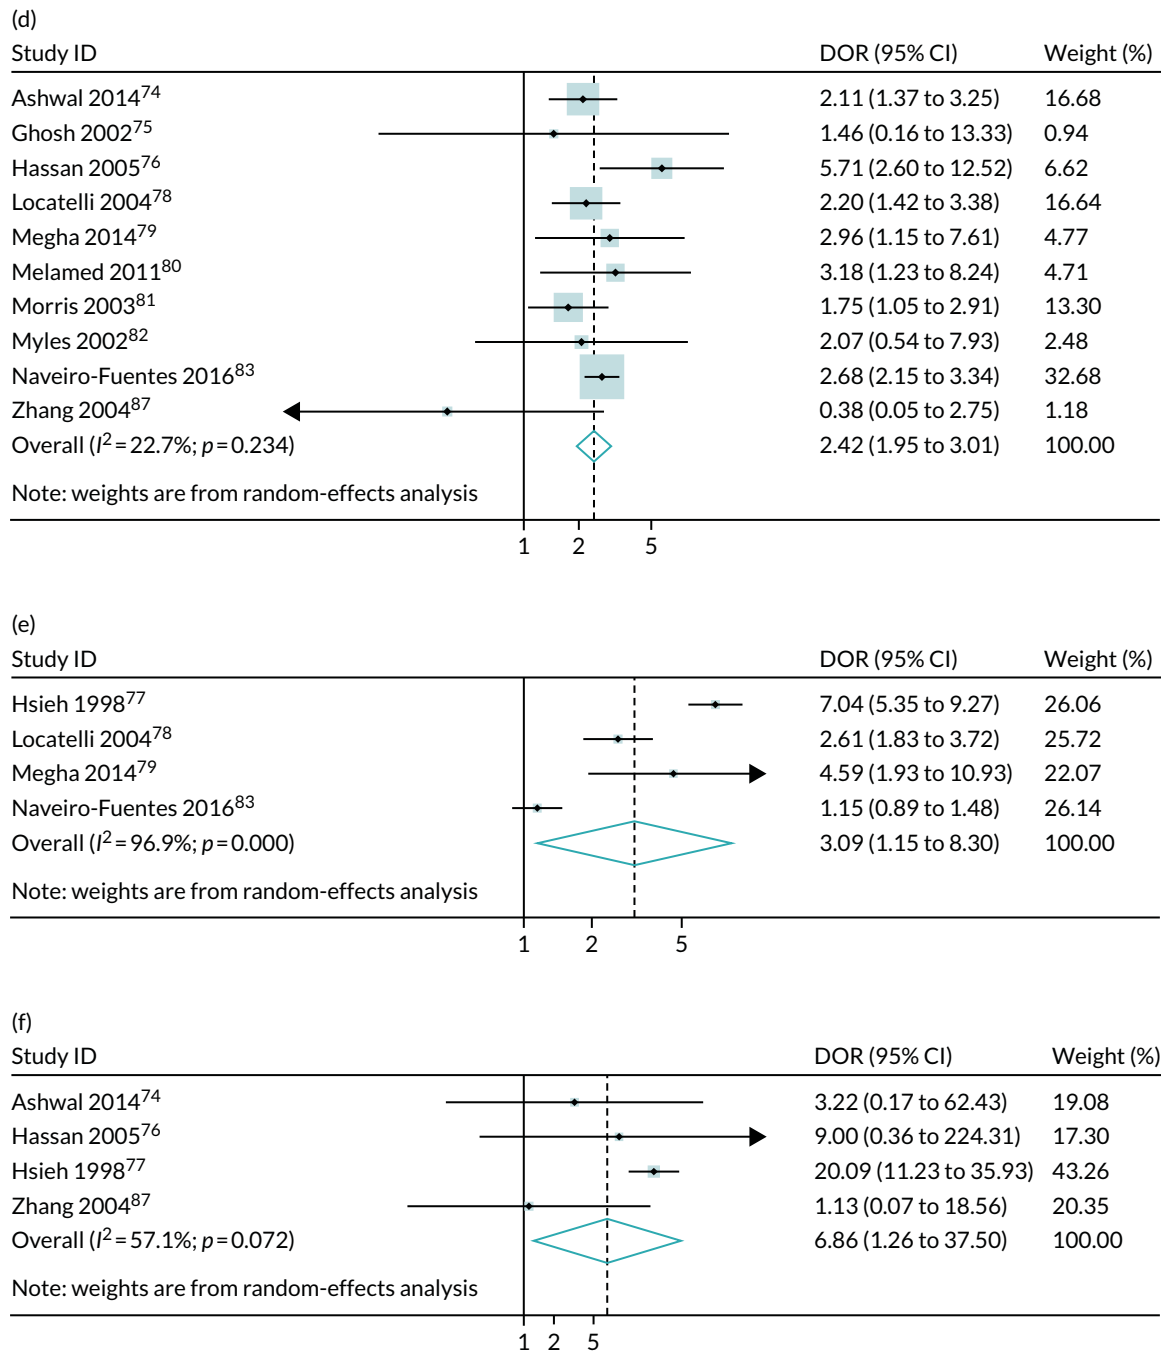 (d)
Study ID DOR (95% CI) Weight (%)
Ashwal 2014⁷⁴ 2.11 (1.37 to 3.25) 16.68
Ghosh 2002⁷⁵ 1.46 (0.16 to 13.33) 0.94
Hassan 2005⁷⁶ 5.71 (2.60 to 12.52) 6.62
Locatelli 2004⁷⁸ 2.20 (1.42 to 3.38) 16.64
Megha 2014⁷⁹ 2.96 (1.15 to 7.61) 4.77
Melamed 2011⁸⁰ 3.18 (1.23 to 8.24) 4.71
Morris 2003⁸¹ 1.75 (1.05 to 2.91) 13.30
Myles 2002⁸² 2.07 (0.54 to 7.93) 2.48
Naveiro-Fuentes 2016⁸³ 2.68 (2.15 to 3.34) 32.68
Zhang 2004⁸⁷ 0.38 (0.05 to 2.75) 1.18
Overall (I² = 22.7%; p = 0.234) 2.42 (1.95 to 3.01) 100.00
Note: weights are from random-effects analysis
1 2 5
(e)
Study ID DOR (95% CI) Weight (%)
Hsieh 1998⁷⁷ 7.04 (5.35 to 9.27) 26.06
Locatelli 2004⁷⁸ 2.61 (1.83 to 3.72) 25.72
Megha 2014⁷⁹ 4.59 (1.93 to 10.93) 22.07
Naveiro-Fuentes 2016⁸³ 1.15 (0.89 to 1.48) 26.14
Overall (I² = 96.9%; p = 0.000) 3.09 (1.15 to 8.30) 100.00
Note: weights are from random-effects analysis
1 2 5
(f)
Study ID DOR (95% CI) Weight (%)
Ashwal 2014⁷⁴ 3.22 (0.17 to 62.43) 19.08
Hassan 2005⁷⁶ 9.00 (0.36 to 224.31) 17.30
Hsieh 1998⁷⁷ 20.09 (11.23 to 35.93) 43.26
Zhang 2004⁸⁷ 1.13 (0.07 to 18.56) 20.35
Overall (I² = 57.1%; p = 0.072) 6.86 (1.26 to 37.50) 100.00
Note: weights are from random-effects analysis
1 2 5